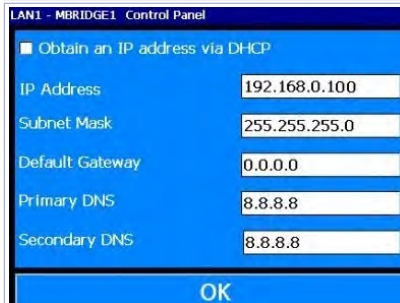 LAN1 - MBRIDGE1 Control Panel
Obtain an IP address via DHCP
IP Address 192.168.0.100
Subnet Mask 255.255.255.0
Default Gateway 0.0.0.0
Primary DNS 8.8.8.8
Secondary DNS 8.8.8.8
OK